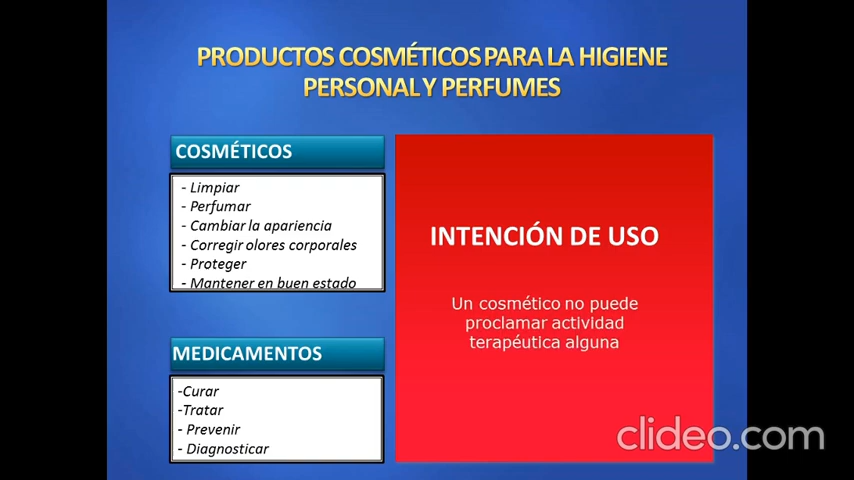 PRODUCTOS COSMÉTICOS PARA LA HIGIENE
PERSONAL Y PERFUMES
COSMÉTICOS
- Limpiar
- Perfumar
- Cambiar la apariencia
- Corregir olores corporales
- Proteger
- Mantener en buen estado
INTENCIÓN DE USO
Un cosmético no puede
proclamar actividad
terapéutica alguna
MEDICAMENTOS
-Curar
-Tratar
- Prevenir
- Diagnosticar
clideo.com